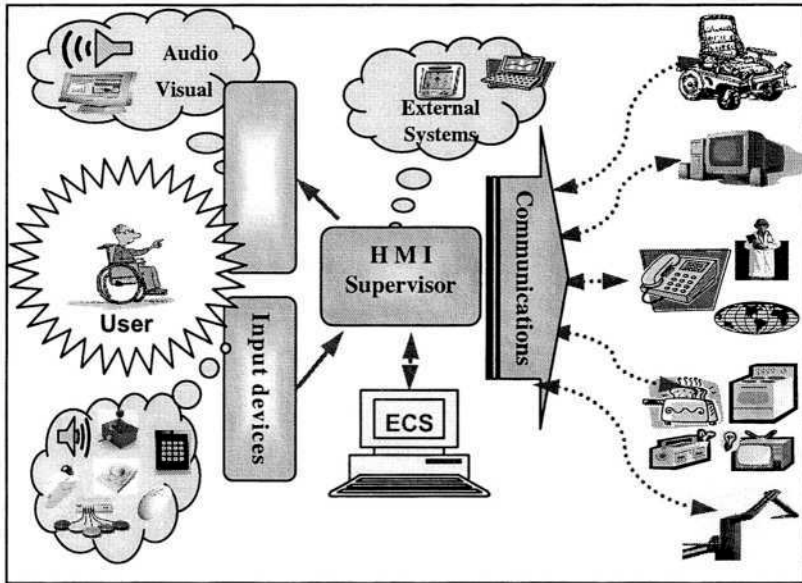 Audio
Visual
External
Systems
Communications
H M I
Supervisor
User
Input devices
ECS